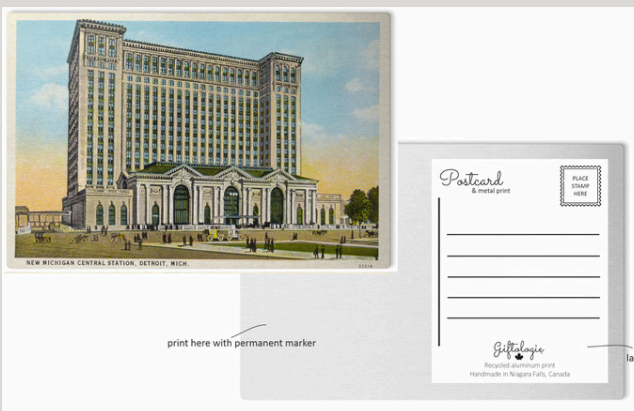 NEW MICHIGAN CENTRAL STATION, DETROIT, MICH.
Postcard
& metal print
PLACE
STAMP
HERE
print here with permanent marker
Giftologie
la
Recycled aluminum print
Handmade in Niagara Falls, Canada